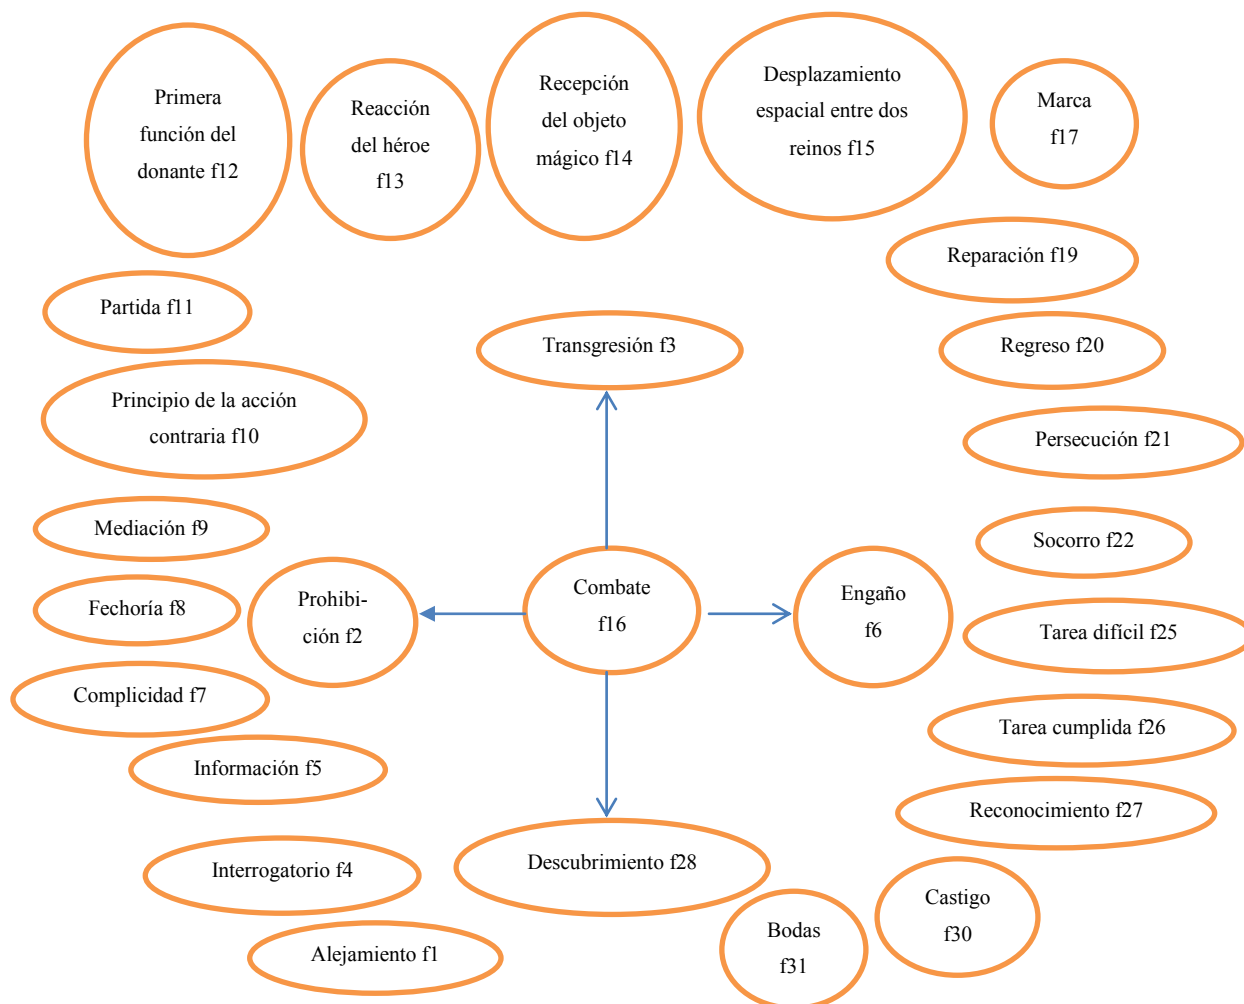 Primera
función del
donante f12
Reacción
del héroe
f13
Recepción
del objeto
mágico f14
Desplazamiento
espacial entre dos
reinos f15
Marca
f17
Reparación f19
Partida f11
Transgresión f3
Regreso f20
Principio de la acción
contraria f10
Persecución f21
Mediación f9
Socorro f22
Fechoría f8
Prohibi-
ción f2
Combate
f16
Engaño
f6
Tarea difícil f25
Complicidad f7
Tarea cumplida f26
Información f5
Reconocimiento f27
Interrogatorio f4
Descubrimiento f28
Castigo
f30
Bodas
f31
Alejamiento f1